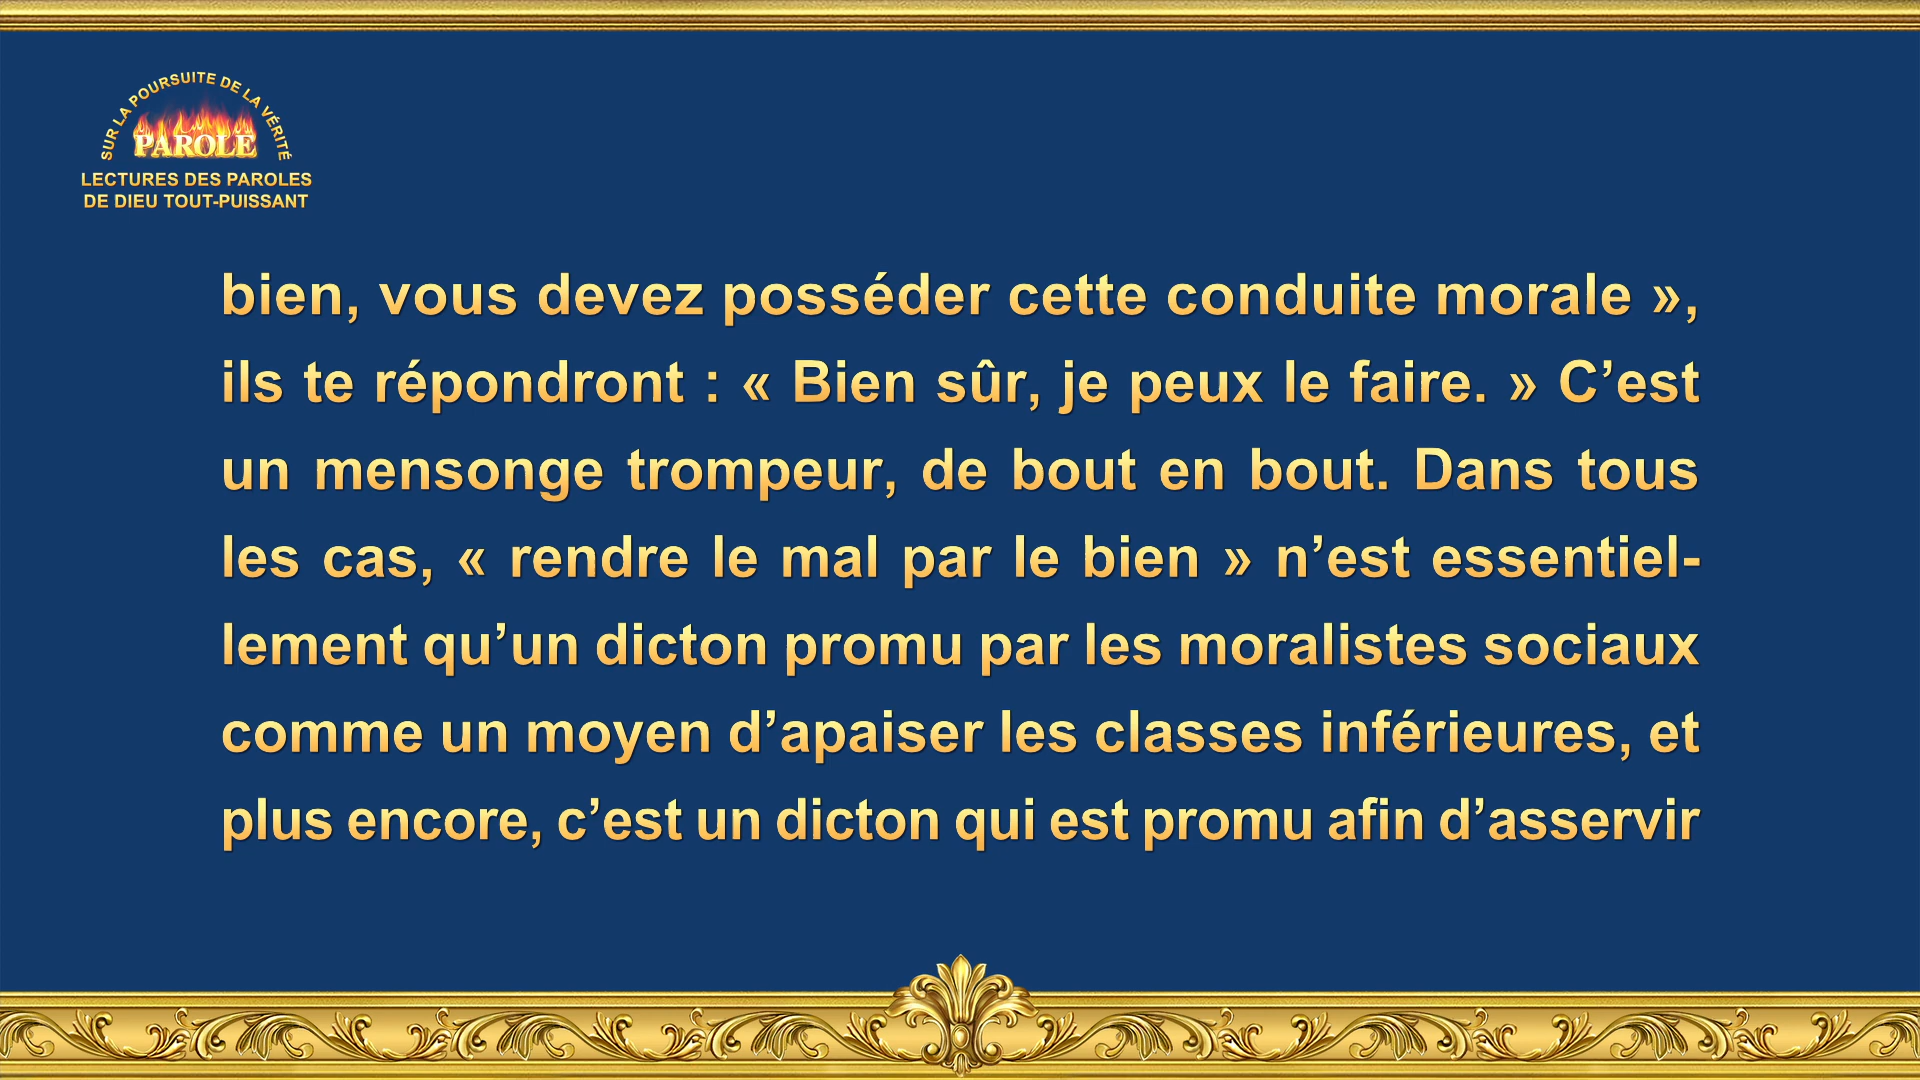 SUR LA POURSUITE DE LA VÉRITÉ
PAROLE
LECTURES DES PAROLES
DE DIEU TOUT-PUISSANT
bien, vous devez posséder cette conduite morale »,
ils te répondront : « Bien sûr, je peux le faire. » C’est
un mensonge trompeur, de bout en bout. Dans tous
les cas, « rendre le mal par le bien » n’est essentiel-
lement qu’un dicton promu par les moralistes sociaux
comme un moyen d’apaiser les classes inférieures, et
plus encore, c’est un dicton qui est promu afin d’asservir